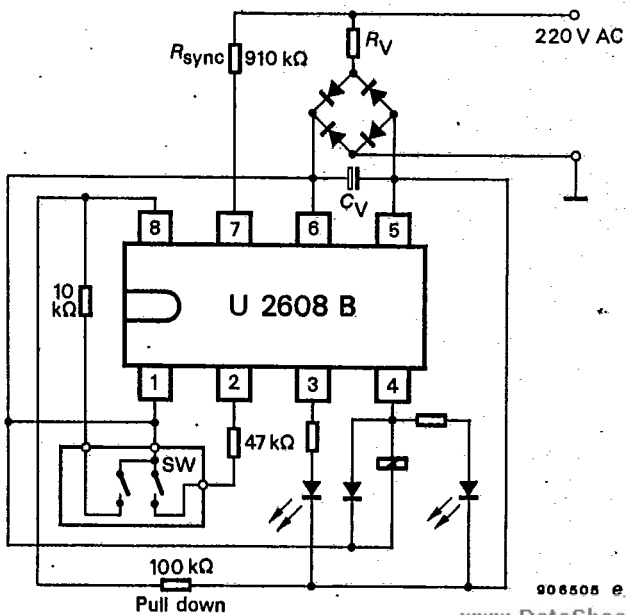 220 V AC
R_V
R_sync 910 kΩ
C_V
8 7 6 5
10 kΩ
U 2608 B
1 2 3 4
47 kΩ
SW
100 kΩ
Pull down
906505 e